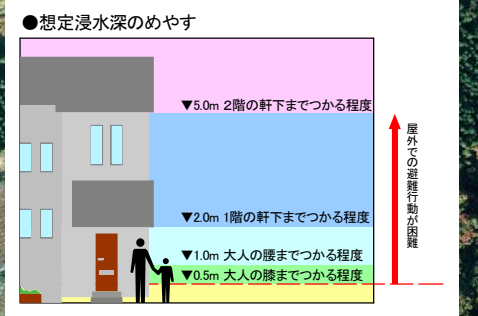 ●想定浸水深のめやす
▼5.0m 2階の軒下までつかる程度
▼2.0m 1階の軒下までつかる程度
▼1.0m 大人の腰までつかる程度
▼0.5m 大人の膝までつかる程度
屋外での避難行動が困難